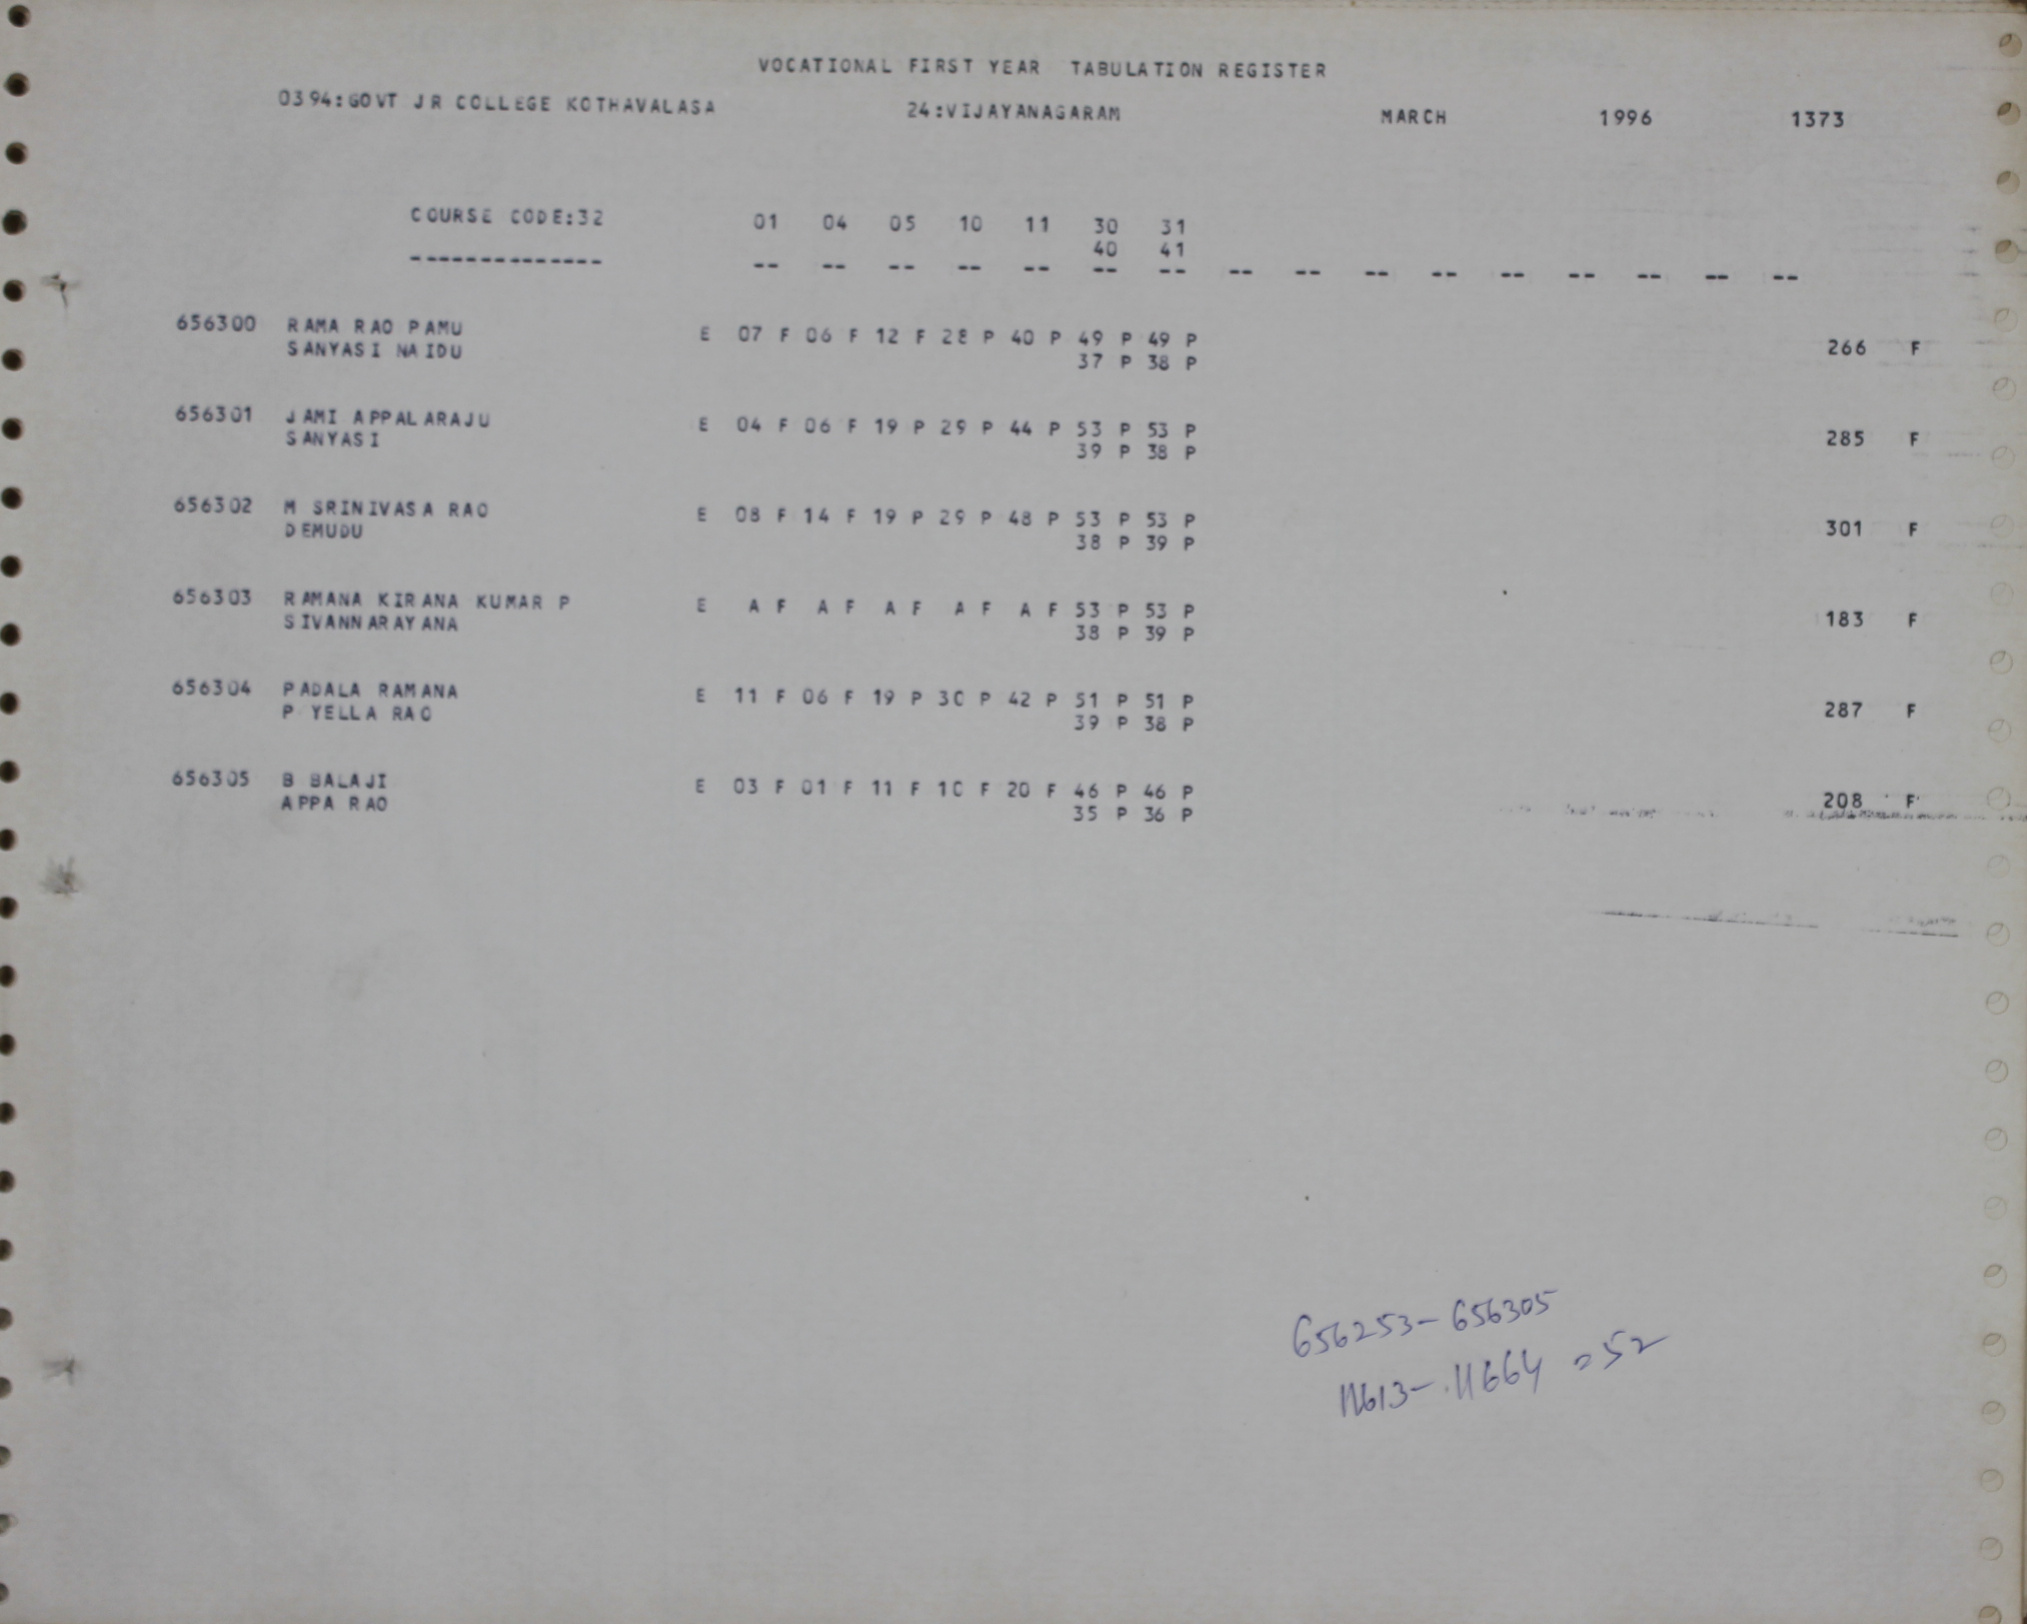 VOCATIONAL FIRST YEAR TABULATION REGISTER
0394:GOVT JR COLLEGE KOTHAVALASA 24:VIJAYANAGARAM MARCH 1996 1373
COURSE CODE:32 01 04 05 10 11 30 31
40 41
-------------- -- -- -- -- -- -- -- -- -- -- -- -- -- -- -- --
656300 RAMA RAO PAMU E 07 F 06 F 12 F 28 P 40 P 49 P 49 P
SANYASI NAIDU 37 P 38 P 266 F
656301 JAMI APPALARAJU E 04 F 06 F 19 P 29 P 44 P 53 P 53 P
SANYASI 39 P 38 P 285 F
656302 M SRINIVASA RAO E 08 F 14 F 19 P 29 P 48 P 53 P 53 P
DEMUDU 38 P 39 P 301 F
656303 RAMANA KIRANA KUMAR P E A F A F A F A F A F 53 P 53 P
SIVANNARAYANA 38 P 39 P 183 F
656304 PADALA RAMANA E 11 F 06 F 19 P 30 P 42 P 51 P 51 P
P YELLA RAO 39 P 38 P 287 F
656305 B BALAJI E 03 F 01 F 11 F 10 F 20 F 46 P 46 P
APPA RAO 35 P 36 P 208 F
656253-656305
11613-11664 =52